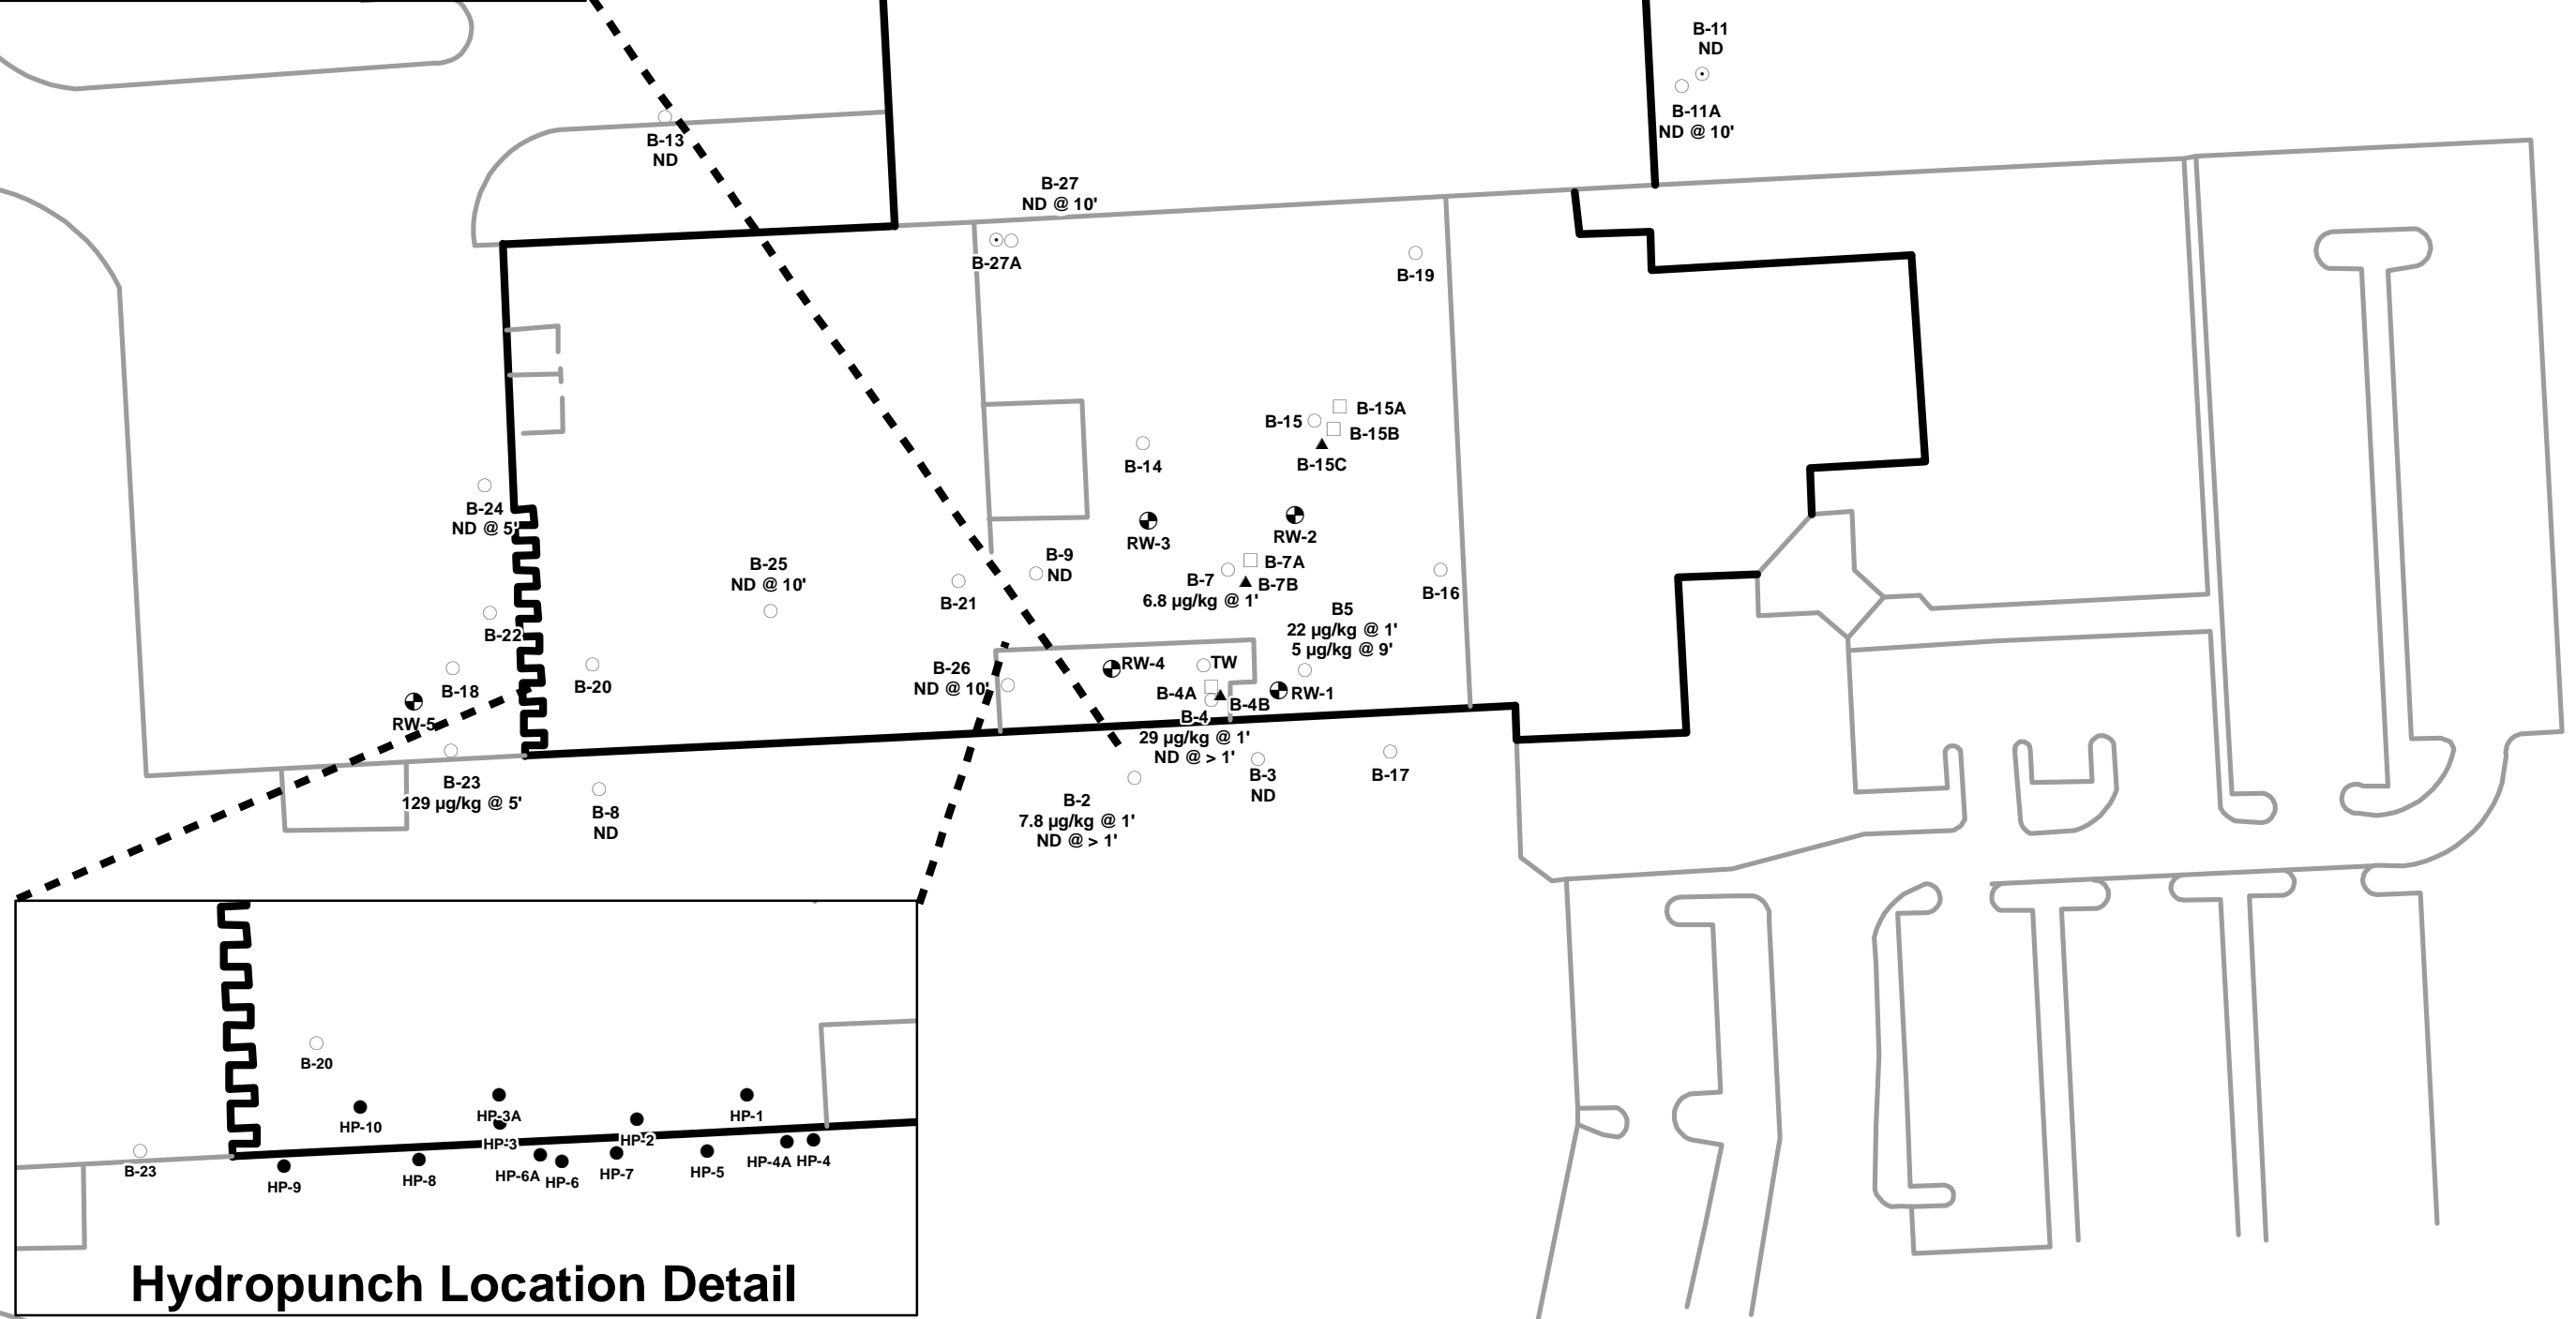 B-11
ND
B-11A
ND @ 10'
B-13
ND
B-27
ND @ 10'
B-27A
B-19
B-15A
B-15
B-15B
B-15C
B-14
B-24
ND @ 5'
RW-3
RW-2
B-9
ND
B-25
ND @ 10'
B-7A
B-7
B-7B
6.8 µg/kg @ 1'
B-16
B-21
B5
22 µg/kg @ 1'
5 µg/kg @ 9'
B-22
B-26
ND @ 10'
RW-4
TW
B-18
B-20
B-4A
RW-1
B-4B
B-4
29 µg/kg @ 1'
ND @ > 1'
RW-5
B-23
129 µg/kg @ 5'
B-8
ND
B-2
7.8 µg/kg @ 1'
ND @ > 1'
B-3
ND
B-17
B-20
HP-10
HP-3A
HP-3
HP-2
HP-1
B-23
HP-9
HP-8
HP-6A
HP-6
HP-7
HP-5
HP-4A
HP-4
Hydropunch Location Detail